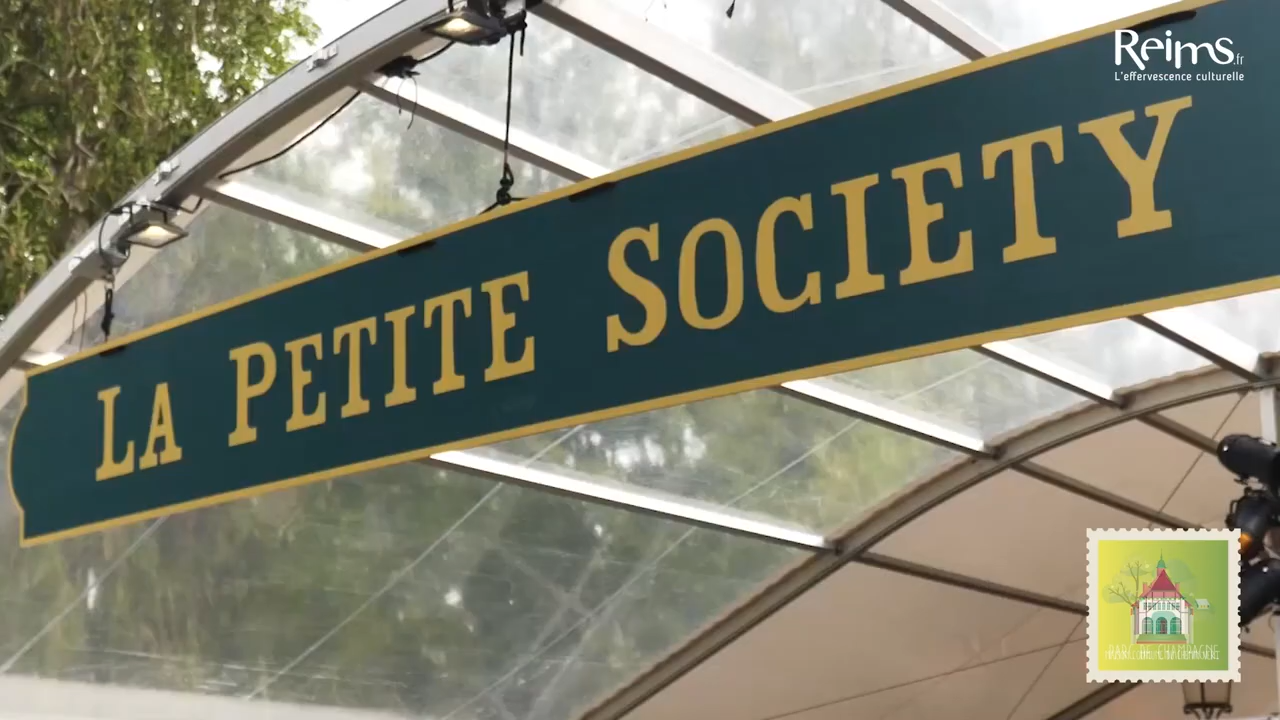 Reims.fr
L'effervescence culturelle
LA PETITE SOCIETY
PARC DE CHAMPAGNE